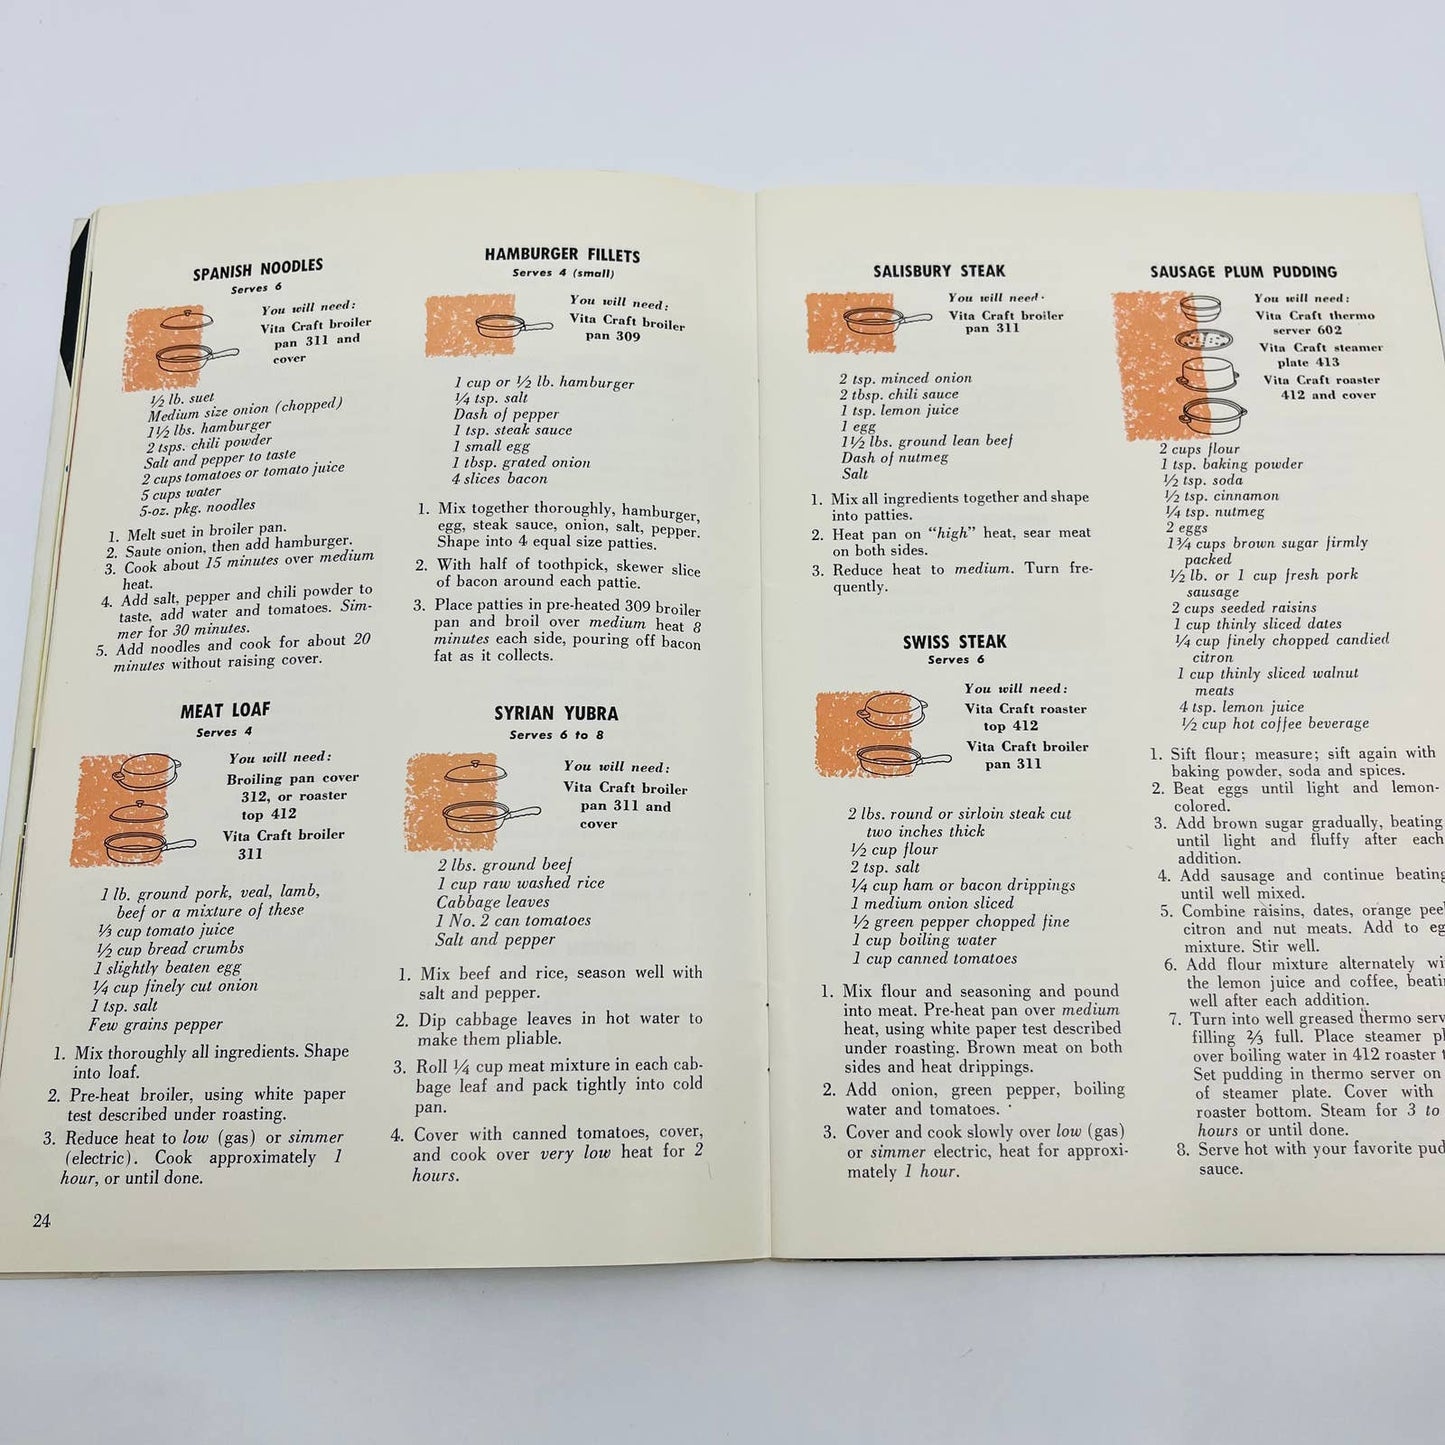 SPANISH NOODLES
Serves 6
You will need:
Vita Craft broiler
pan 311 and
cover
½ lb. suet
Medium size onion (chopped)
1½ lbs. hamburger
2 tsps. chili powder
Salt and pepper to taste
2 cups tomatoes or tomato juice
5 cups water
5-oz. pkg. noodles
1. Melt suet in broiler pan.
2. Saute onion, then add hamburger.
3. Cook about 15 minutes over medium
heat.
4. Add salt, pepper and chili powder to
taste, add water and tomatoes. Sim-
mer for 30 minutes.
5. Add noodles and cook for about 20
minutes without raising cover.
MEAT LOAF
Serves 4
You will need:
Broiling pan cover
312, or roaster
top 412
Vita Craft broiler
311
1 lb. ground pork, veal, lamb,
beef or a mixture of these
⅓ cup tomato juice
½ cup bread crumbs
1 slightly beaten egg
¼ cup finely cut onion
1 tsp. salt
Few grains pepper
1. Mix thoroughly all ingredients. Shape
into loaf.
2. Pre-heat broiler, using white paper
test described under roasting.
3. Reduce heat to low (gas) or simmer
(electric). Cook approximately 1
hour, or until done.
24
HAMBURGER FILLETS
Serves 4 (small)
You will need:
Vita Craft broiler
pan 309
1 cup or ½ lb. hamburger
¼ tsp. salt
Dash of pepper
1 tsp. steak sauce
1 small egg
1 tbsp. grated onion
4 slices bacon
1. Mix together thoroughly, hamburger,
egg, steak sauce, onion, salt, pepper.
Shape into 4 equal size patties.
2. With half of toothpick, skewer slice
of bacon around each pattie.
3. Place patties in pre-heated 309 broiler
pan and broil over medium heat 8
minutes each side, pouring off bacon
fat as it collects.
SYRIAN YUBRA
Serves 6 to 8
You will need:
Vita Craft broiler
pan 311 and
cover
2 lbs. ground beef
1 cup raw washed rice
Cabbage leaves
1 No. 2 can tomatoes
Salt and pepper
1. Mix beef and rice, season well with
salt and pepper.
2. Dip cabbage leaves in hot water to
make them pliable.
3. Roll ¼ cup meat mixture in each cab-
bage leaf and pack tightly into cold
pan.
4. Cover with canned tomatoes, cover,
and cook over very low heat for 2
hours.
SALISBURY STEAK
You will need.
Vita Craft broiler
pan 311
2 tsp. minced onion
2 tbsp. chili sauce
1 tsp. lemon juice
1 egg
1½ lbs. ground lean beef
Dash of nutmeg
Salt
1. Mix all ingredients together and shape
into patties.
2. Heat pan on "high" heat, sear meat
on both sides.
3. Reduce heat to medium. Turn fre-
quently.
SWISS STEAK
Serves 6
You will need:
Vita Craft roaster
top 412
Vita Craft broiler
pan 311
2 lbs. round or sirloin steak cut
two inches thick
½ cup flour
2 tsp. salt
¼ cup ham or bacon drippings
1 medium onion sliced
½ green pepper chopped fine
1 cup boiling water
1 cup canned tomatoes
1. Mix flour and seasoning and pound
into meat. Pre-heat pan over medium
heat, using white paper test described
under roasting. Brown meat on both
sides and heat drippings.
2. Add onion, green pepper, boiling
water and tomatoes.
3. Cover and cook slowly over low (gas)
or simmer electric, heat for approxi-
mately 1 hour.
SAUSAGE PLUM PUDDING
You will need:
Vita Craft thermo
server 602
Vita Craft steamer
plate 413
Vita Craft roaster
412 and cover
2 cups flour
1 tsp. baking powder
½ tsp. soda
½ tsp. cinnamon
¼ tsp. nutmeg
2 eggs
1¾ cups brown sugar firmly
packed
½ lb. or 1 cup fresh pork
sausage
2 cups seeded raisins
1 cup thinly sliced dates
¼ cup finely chopped candied
citron
1 cup thinly sliced walnut
meats
4 tsp. lemon juice
½ cup hot coffee beverage
1. Sift flour; measure; sift again with
baking powder, soda and spices.
2. Beat eggs until light and lemon-
colored.
3. Add brown sugar gradually, beating
until light and fluffy after each
addition.
4. Add sausage and continue beating
until well mixed.
5. Combine raisins, dates, orange pee
citron and nut meats. Add to eg
mixture. Stir well.
6. Add flour mixture alternately wi
the lemon juice and coffee, beati
well after each addition.
7. Turn into well greased thermo serv
filling ⅔ full. Place steamer pl
over boiling water in 412 roaster
Set pudding in thermo server on
of steamer plate. Cover with
roaster bottom. Steam for 3 to
hours or until done.
8. Serve hot with your favorite pud
sauce.